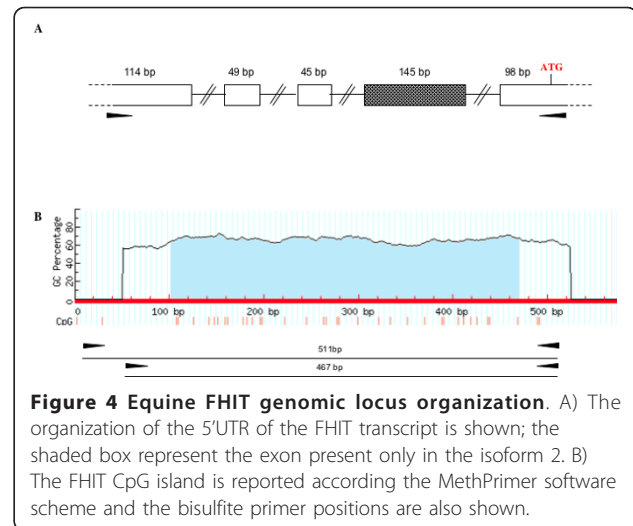 A
114 bp 49 bp 45 bp 145 bp 98 bp ATG
B
GC Percentage
80
60
40
20
0
0 100 bp 200 bp 300 bp 400 bp 500 bp
CpG
511bp
467 bp
Figure 4 Equine FHIT genomic locus organization. A) The
organization of the 5'UTR of the FHIT transcript is shown; the
shaded box represent the exon present only in the isoform 2. B)
The FHIT CpG island is reported according the MethPrimer software
scheme and the bisulfite primer positions are also shown.